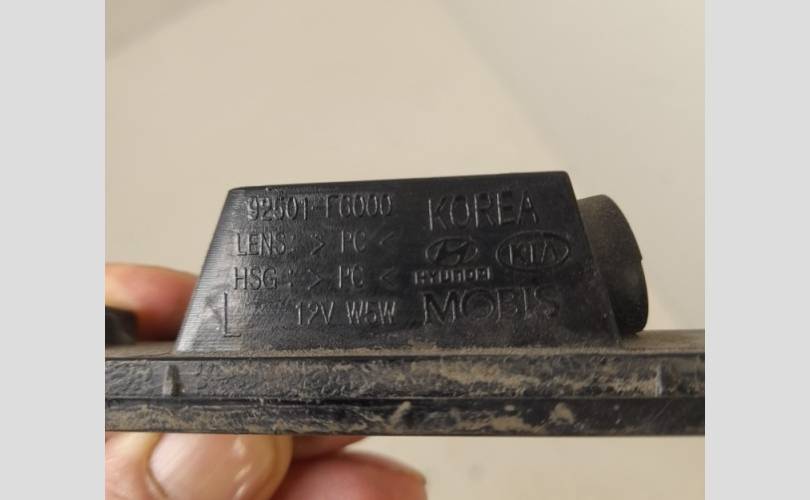 92501-F6000 KOREA
LENS: > PC <
HYUNDAI KIA
HSG : > PC <
L 12V W5W MOBIS